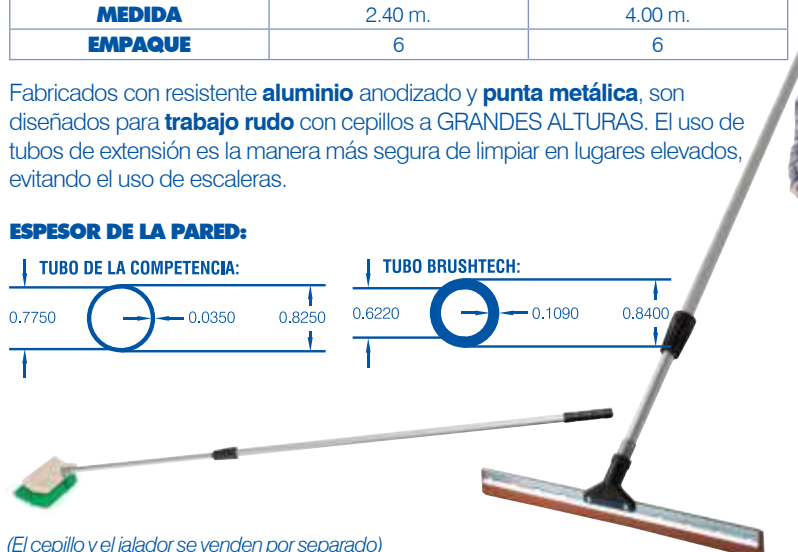 MEDIDA 2.40 m. 4.00 m.
EMPAQUE 6 6
Fabricados con resistente aluminio anodizado y punta metálica, son
diseñados para trabajo rudo con cepillos a GRANDES ALTURAS. El uso de
tubos de extensión es la manera más segura de limpiar en lugares elevados,
evitando el uso de escaleras.
ESPESOR DE LA PARED:
TUBO DE LA COMPETENCIA:
0.7750 0.0350 0.8250
TUBO BRUSHTECH:
0.6220 0.1090 0.8400
(El cepillo y el jalador se venden por separado)